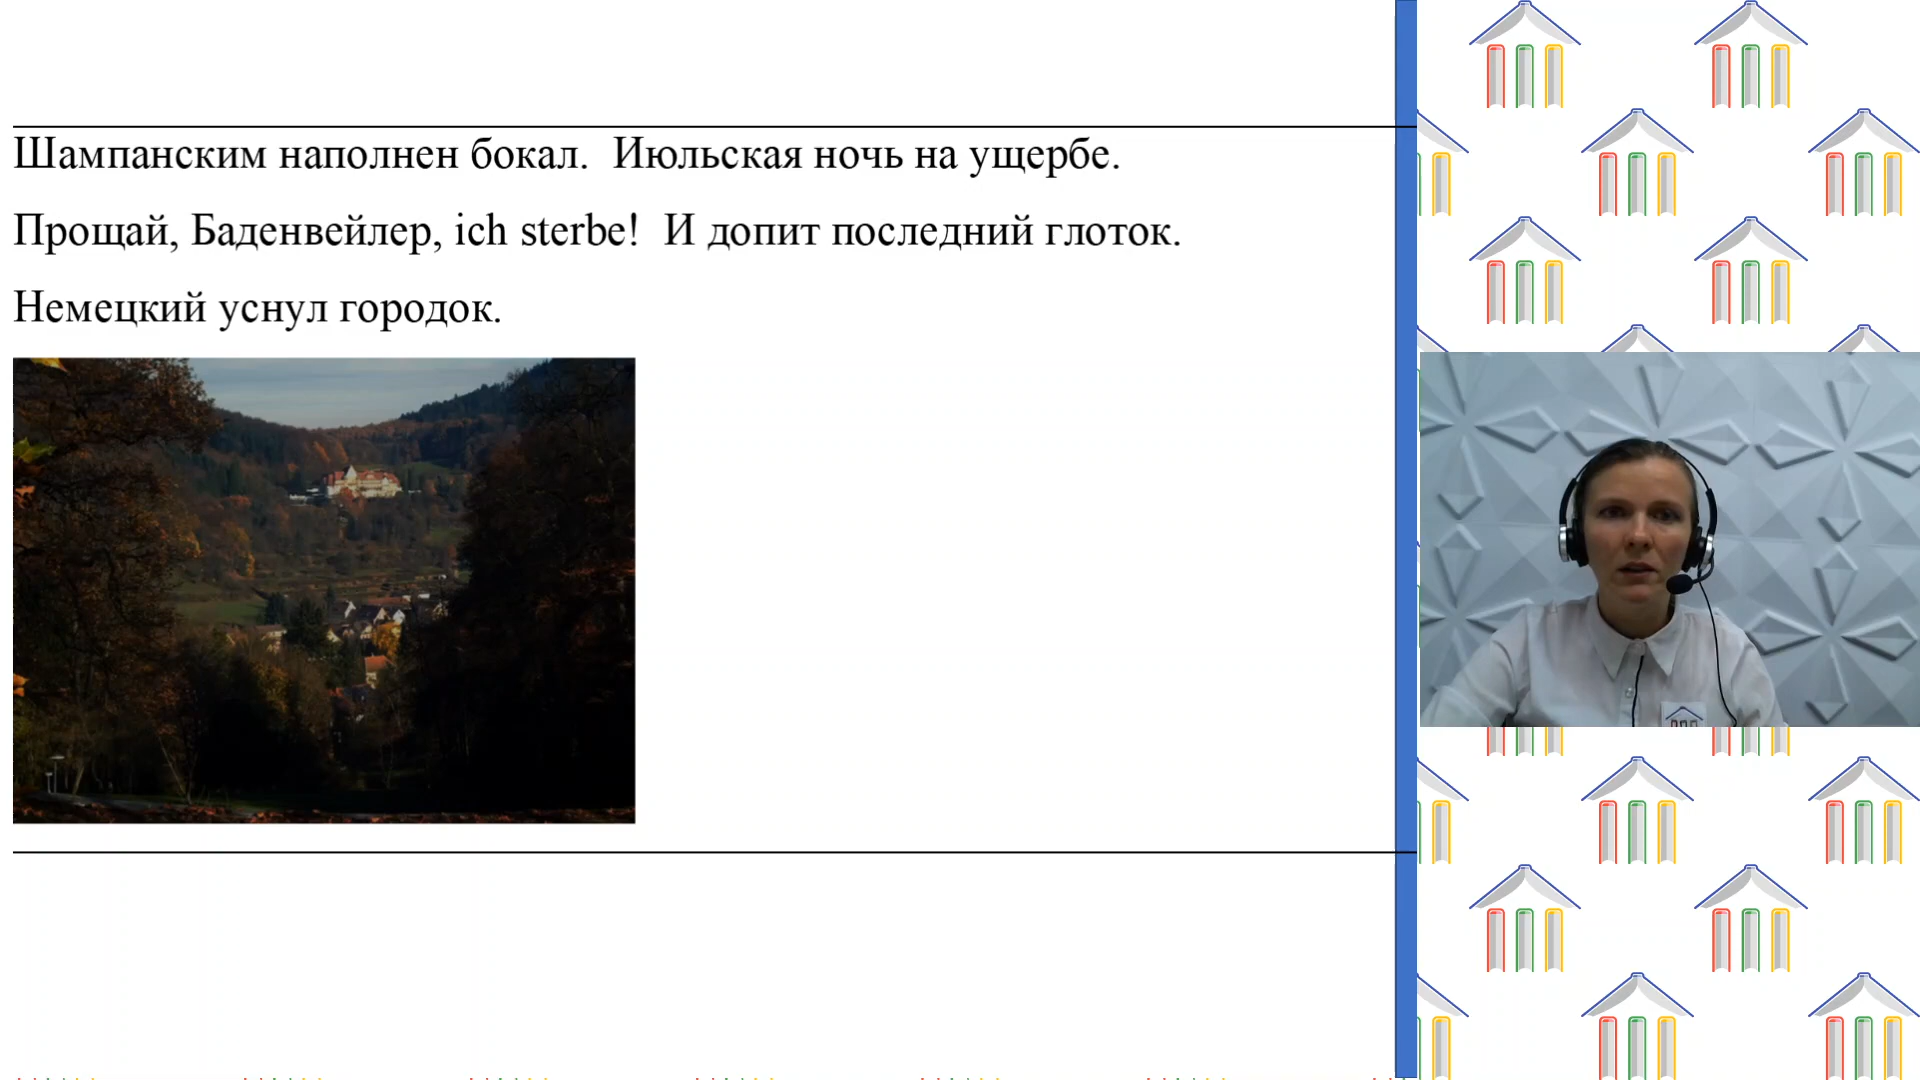 Шампанским наполнен бокал. Июльская ночь на ущербе.
Прощай, Баденвейлер, ich sterbe! И допит последний глоток.
Немецкий уснул городок.